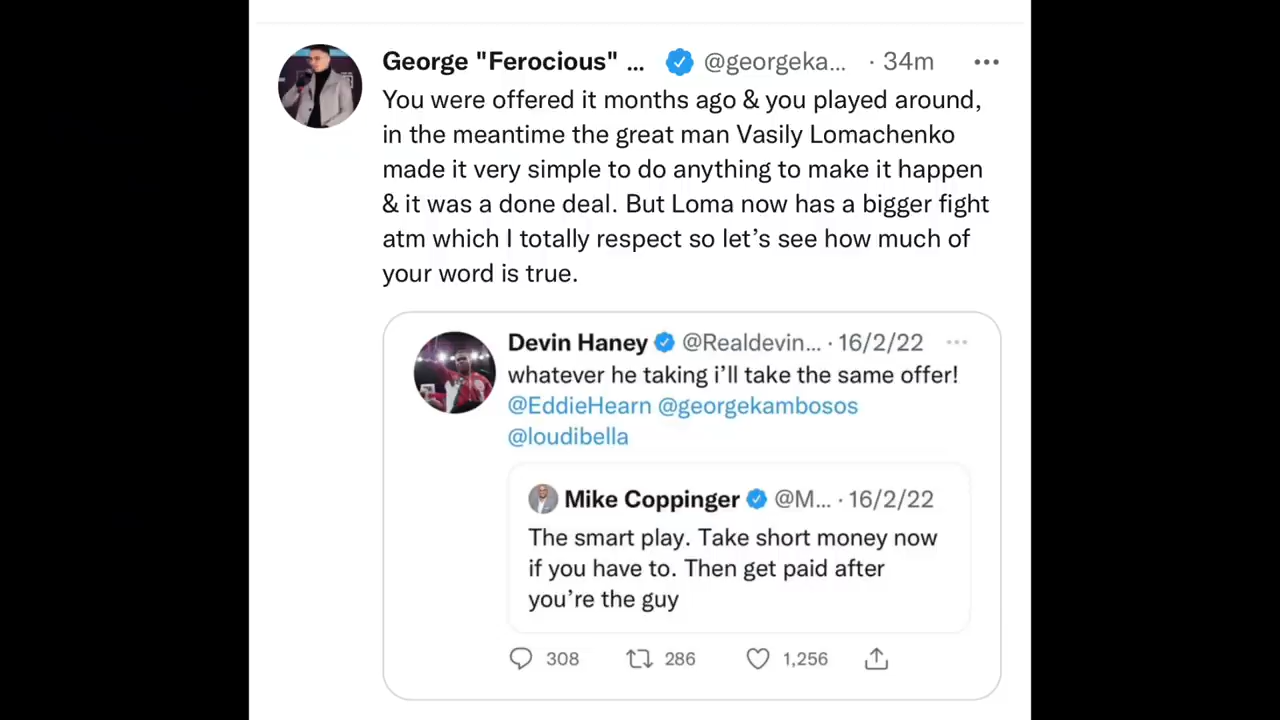 George "Ferocious" ... @georgeka... · 34m
You were offered it months ago & you played around,
in the meantime the great man Vasily Lomachenko
made it very simple to do anything to make it happen
& it was a done deal. But Loma now has a bigger fight
atm which I totally respect so let’s see how much of
your word is true.
Devin Haney @Realdevin... · 16/2/22
whatever he taking i’ll take the same offer!
@EddieHearn @georgekambosos
@loudibella
Mike Coppinger @M... · 16/2/22
The smart play. Take short money now
if you have to. Then get paid after
you’re the guy
308 286 1,256